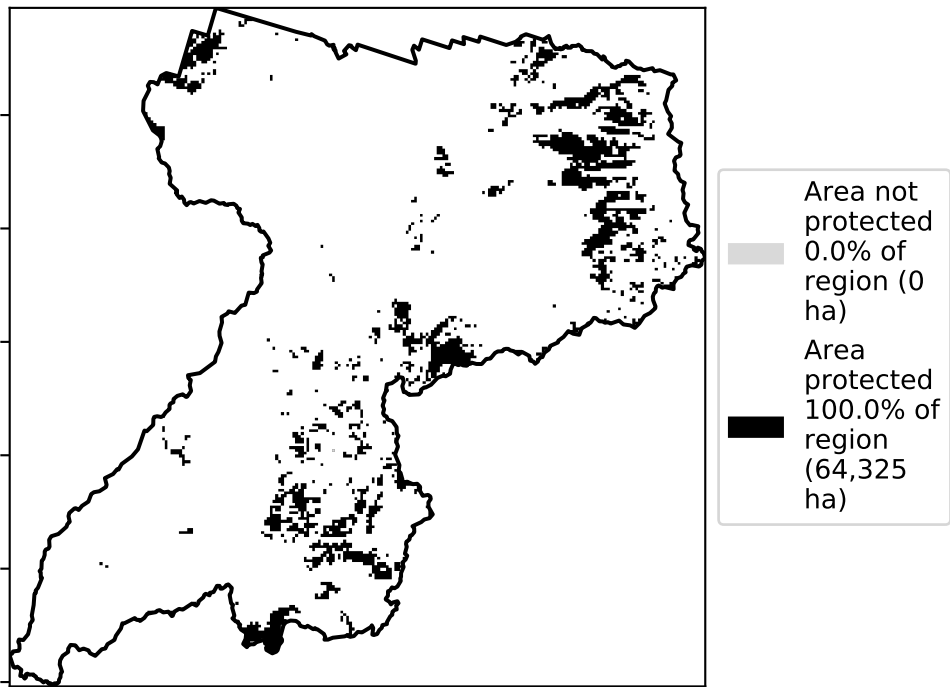 Area not
protected
0.0% of
region (0
ha)
Area
protected
100.0% of
region
(64,325
ha)